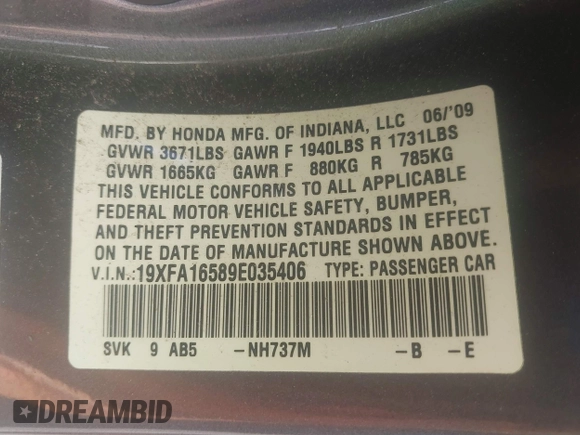 MFD. BY HONDA MFG. OF INDIANA, LLC 06/'09
GVWR 3671LBS GAWR F 1940LBS R 1731LBS
GVWR 1665KG GAWR F 880KG R 785KG
THIS VEHICLE CONFORMS TO ALL APPLICABLE
FEDERAL MOTOR VEHICLE SAFETY, BUMPER,
AND THEFT PREVENTION STANDARDS IN EFFECT
ON THE DATE OF MANUFACTURE SHOWN ABOVE.
V.I.N.:19XFA16589E035406 TYPE: PASSENGER CAR
SVK 9 AB5 -NH737M -B -E
DREAMBID